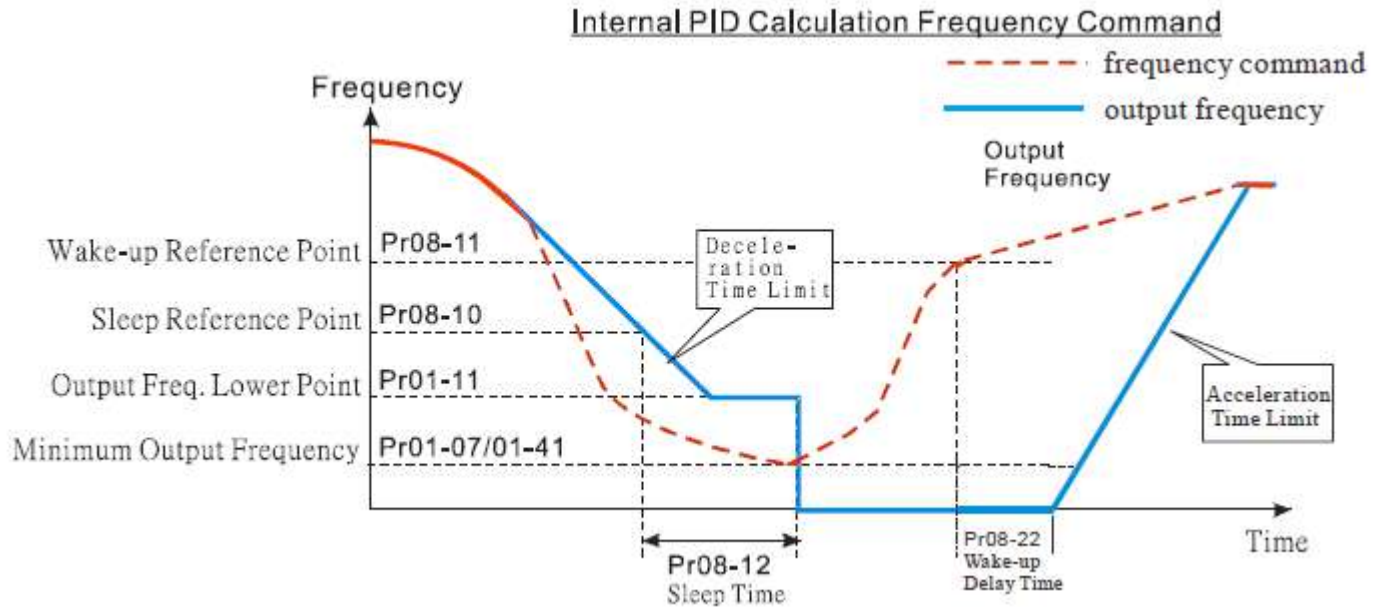 Internal PID Calculation Frequency Command
frequency command
output frequency
Frequency
Output
Frequency
Wake-up Reference Point Pr08-11
Decele-
ration
Time Limit
Sleep Reference Point Pr08-10
Output Freq. Lower Point Pr01-11
Acceleration
Time Limit
Minimum Output Frequency Pr01-07/01-41
Time
Pr08-12
Sleep Time
Pr08-22
Wake-up
Delay Time